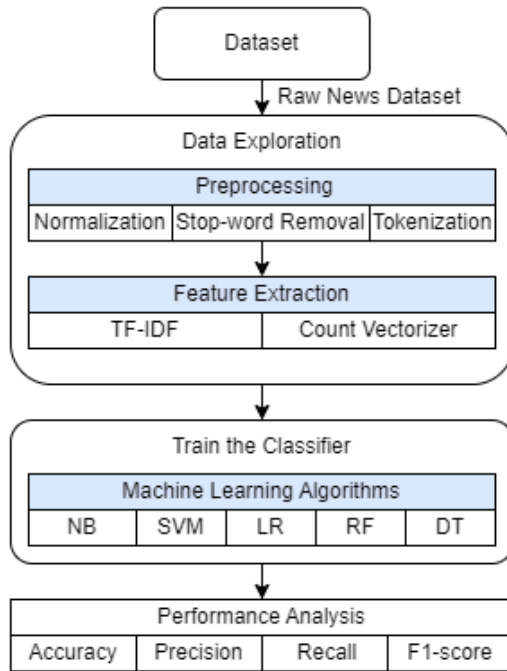 Dataset
Raw News Dataset
Data Exploration
Preprocessing
Normalization Stop-word Removal Tokenization
Feature Extraction
TF-IDF Count Vectorizer
Train the Classifier
Machine Learning Algorithms
NB SVM LR RF DT
Performance Analysis
Accuracy Precision Recall F1-score